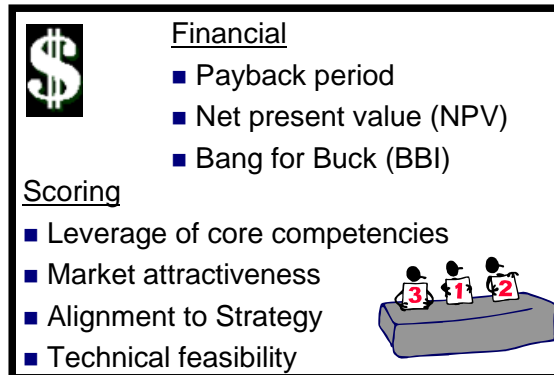 $
Financial
■ Payback period
■ Net present value (NPV)
■ Bang for Buck (BBI)
Scoring
■ Leverage of core competencies
■ Market attractiveness
■ Alignment to Strategy
■ Technical feasibility
3 1 2